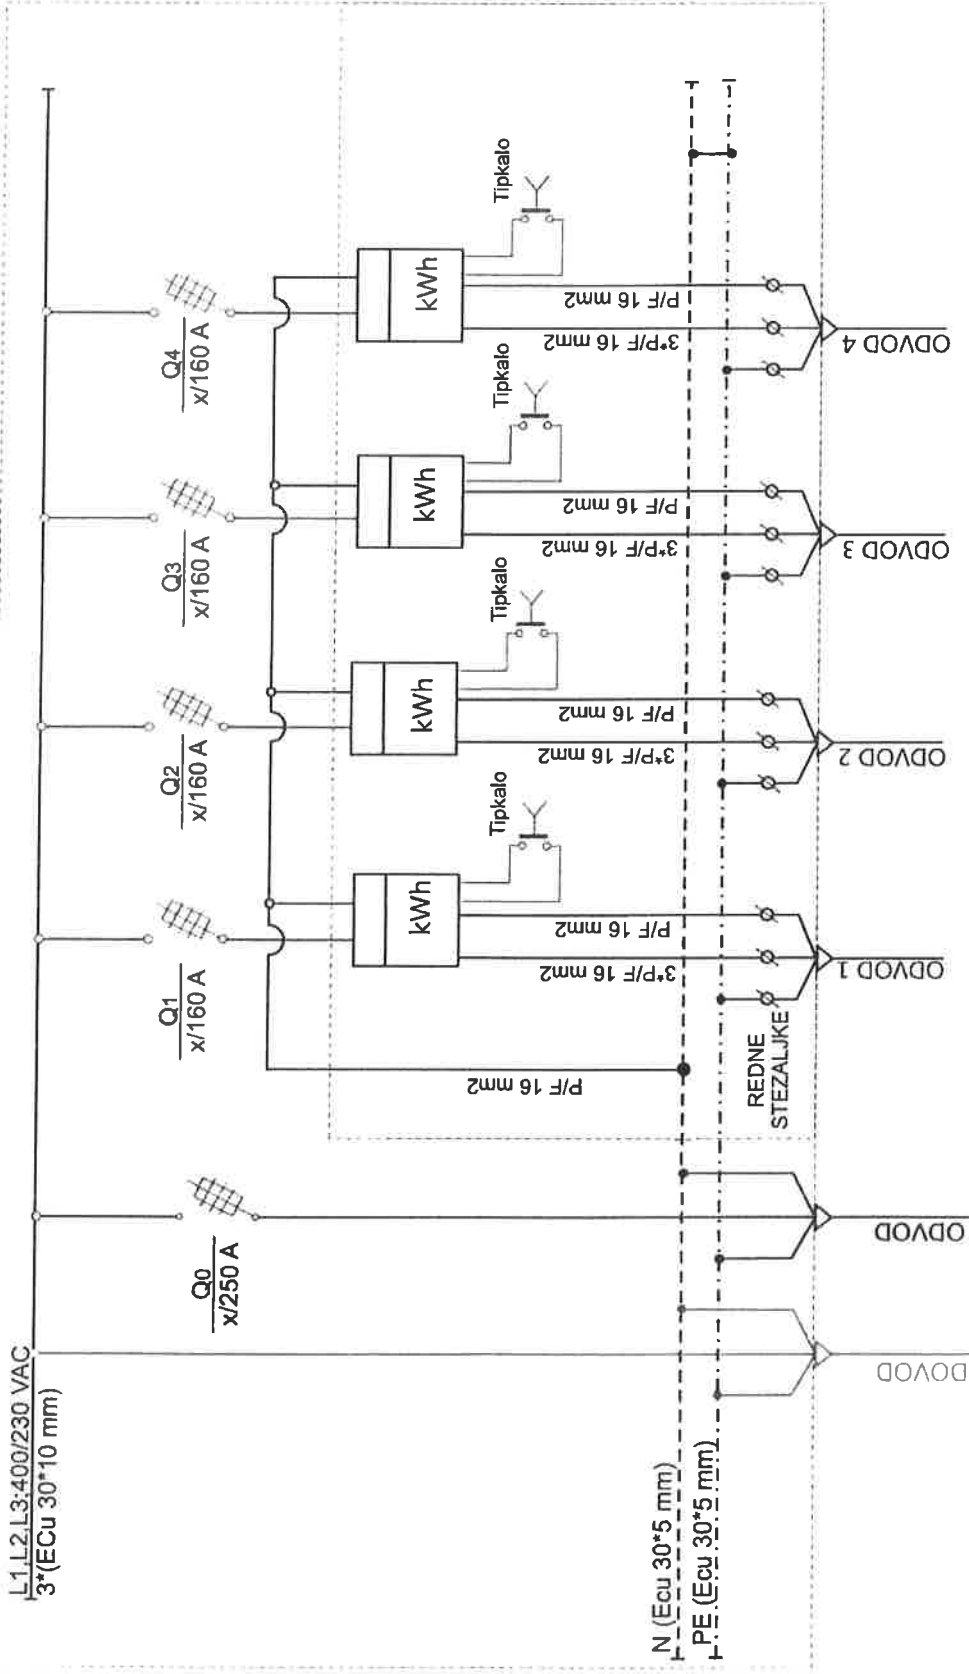 L1,L2,L3:400/230 VAC
3*(ECu 30*10 mm)
Q0
x/250 A
Q1
x/160 A
Q2
x/160 A
Q3
x/160 A
Q4
x/160 A
kWh
Tipkalo
kWh
Tipkalo
kWh
Tipkalo
kWh
Tipkalo
P/F 16 mm2
3*P/F 16 mm2
P/F 16 mm2
3*P/F 16 mm2
P/F 16 mm2
3*P/F 16 mm2
P/F 16 mm2
3*P/F 16 mm2
P/F 16 mm2
N (Ecu 30*5 mm)
PE (Ecu 30*5 mm)
REDNE
STEZALJKE
DOVOD
ODVOD
ODVOD 1
ODVOD 2
ODVOD 3
ODVOD 4